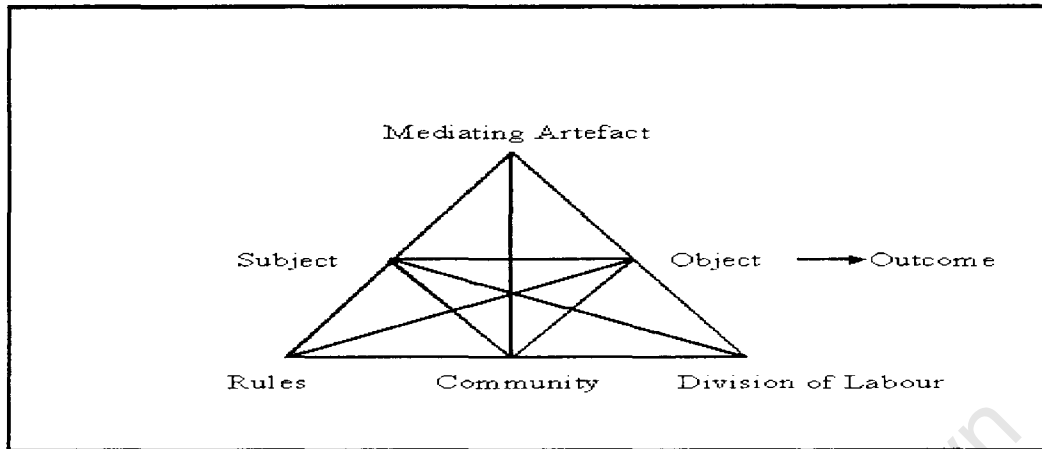 Mediating Artefact
Subject Object Outcome
Rules Community Division of Labour